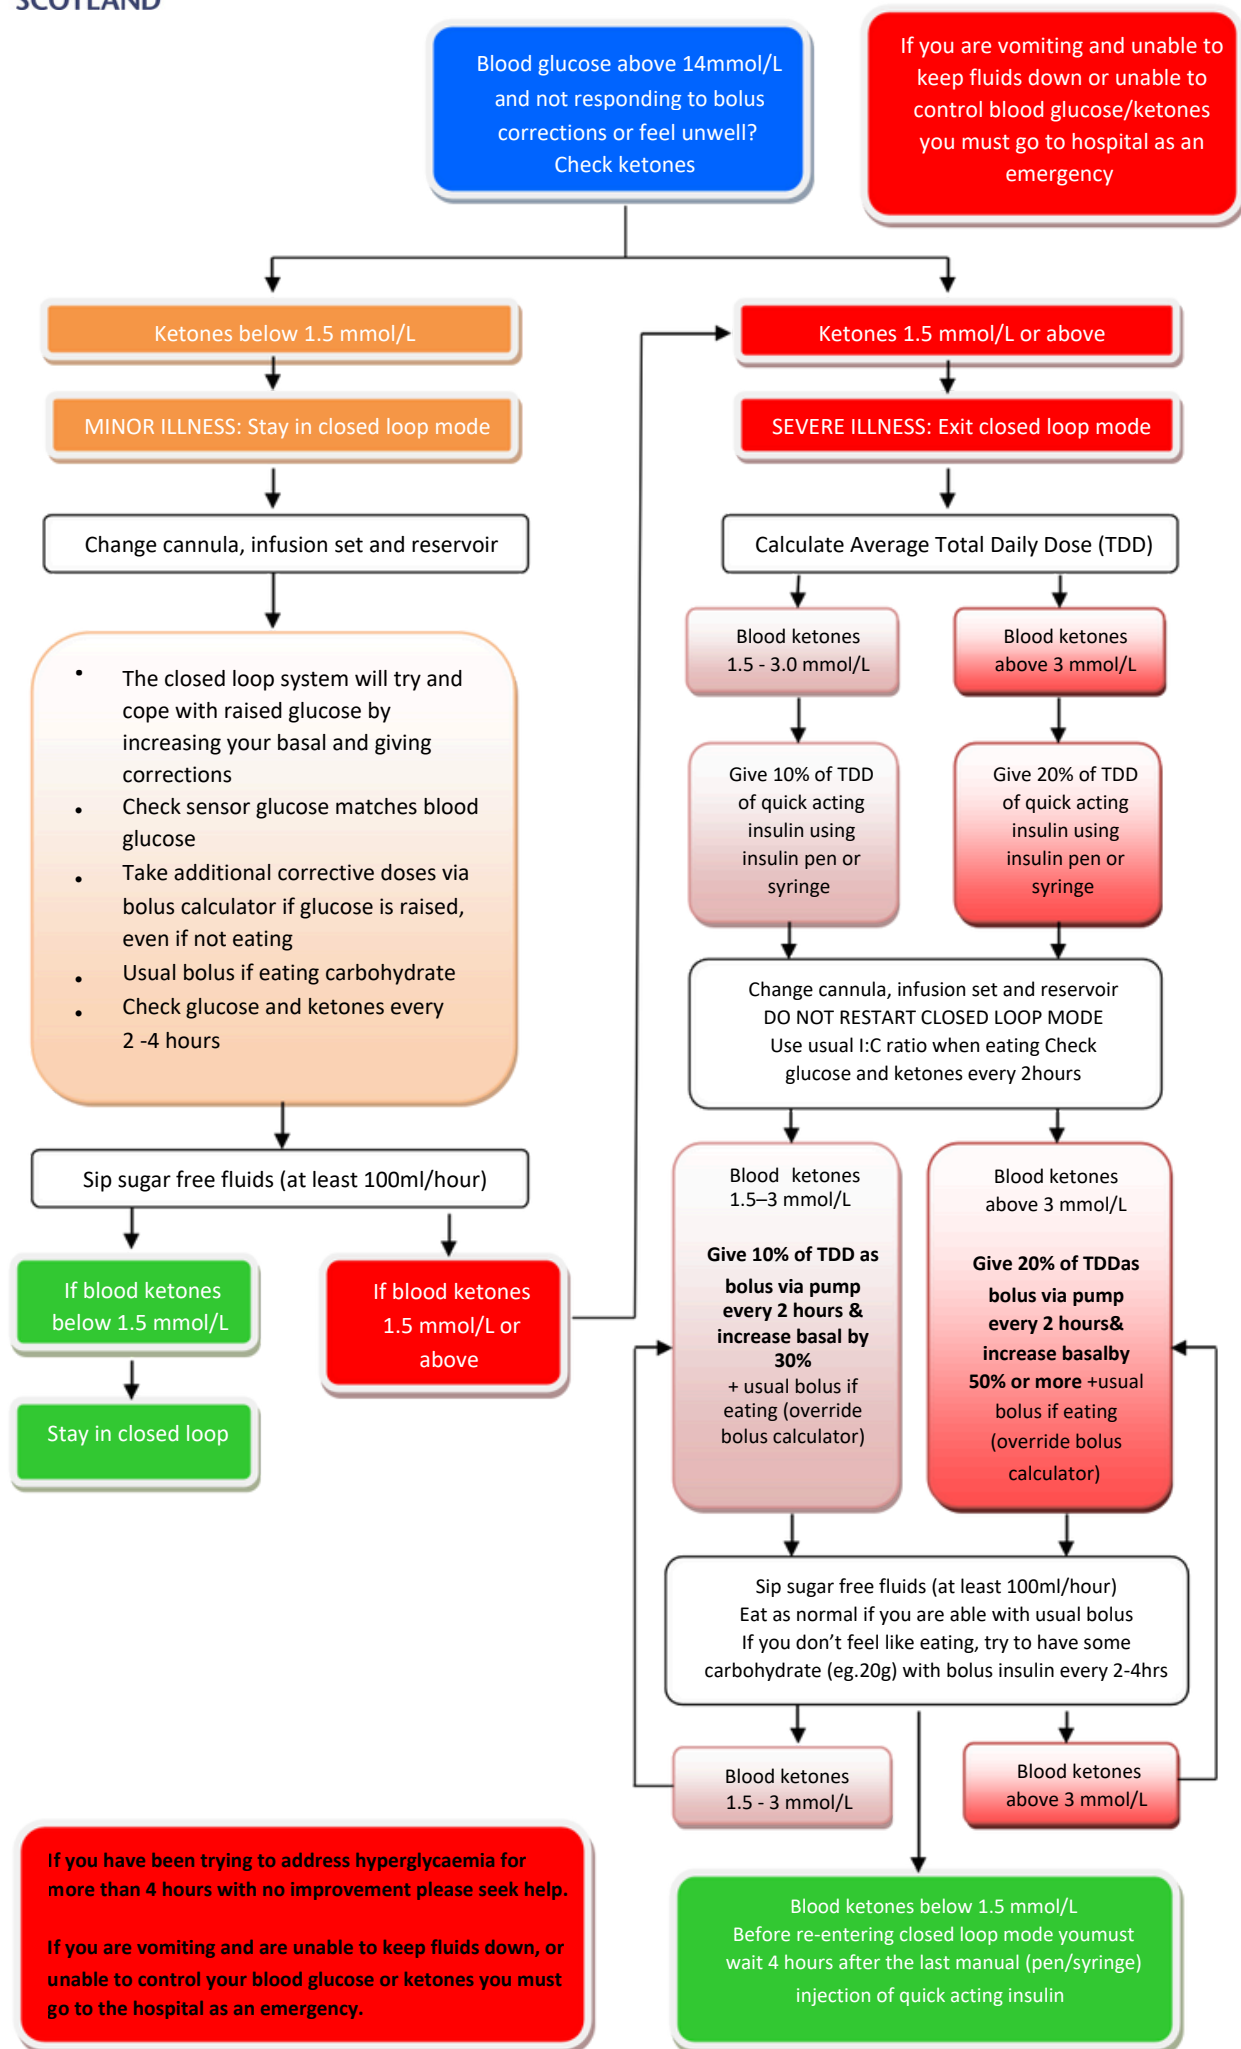 SCOTLAND
Blood glucose above 14mmol/L
and not responding to bolus
corrections or feel unwell?
Check ketones
If you are vomiting and unable to
keep fluids down or unable to
control blood glucose/ketones
you must go to hospital as an
emergency
Ketones below 1.5 mmol/L
Ketones 1.5 mmol/L or above
MINOR ILLNESS: Stay in closed loop mode
SEVERE ILLNESS: Exit closed loop mode
Change cannula, infusion set and reservoir
Calculate Average Total Daily Dose (TDD)
Blood ketones
1.5 - 3.0 mmol/L
Blood ketones
above 3 mmol/L
• The closed loop system will try and
cope with raised glucose by
increasing your basal and giving
corrections
• Check sensor glucose matches blood
glucose
• Take additional corrective doses via
bolus calculator if glucose is raised,
even if not eating
• Usual bolus if eating carbohydrate
• Check glucose and ketones every
2 -4 hours
Give 10% of TDD
of quick acting
insulin using
insulin pen or
syringe
Give 20% of TDD
of quick acting
insulin using
insulin pen or
syringe
Change cannula, infusion set and reservoir
DO NOT RESTART CLOSED LOOP MODE
Use usual I:C ratio when eating Check
glucose and ketones every 2hours
Sip sugar free fluids (at least 100ml/hour)
If blood ketones
below 1.5 mmol/L
If blood ketones
1.5 mmol/L or
above
Stay in closed loop
Blood ketones
1.5–3 mmol/L
Give 10% of TDD as
bolus via pump
every 2 hours &
increase basal by
30%
+ usual bolus if
eating (override
bolus calculator)
Blood ketones
above 3 mmol/L
Give 20% of TDDas
bolus via pump
every 2 hours&
increase basalby
50% or more +usual
bolus if eating
(override bolus
calculator)
Sip sugar free fluids (at least 100ml/hour)
Eat as normal if you are able with usual bolus
If you don’t feel like eating, try to have some
carbohydrate (eg.20g) with bolus insulin every 2-4hrs
Blood ketones
1.5 - 3 mmol/L
Blood ketones
above 3 mmol/L
If you have been trying to address hyperglycaemia for
more than 4 hours with no improvement please seek help.
If you are vomiting and are unable to keep fluids down, or
unable to control your blood glucose or ketones you must
go to the hospital as an emergency.
Blood ketones below 1.5 mmol/L
Before re-entering closed loop mode youmust
wait 4 hours after the last manual (pen/syringe)
injection of quick acting insulin